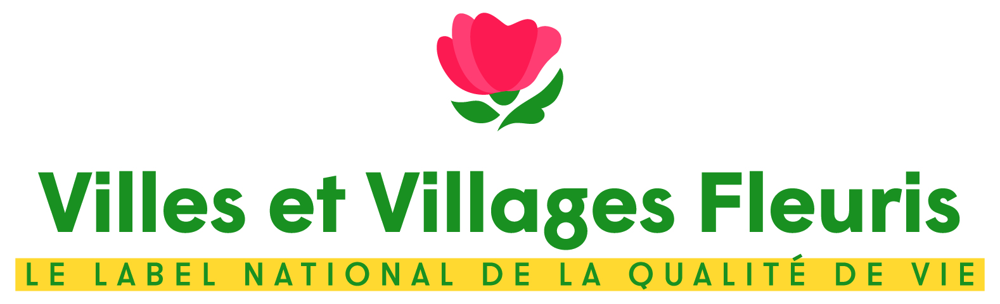 Villes et Villages Fleuris
LE LABEL NATIONAL DE LA QUALITÉ DE VIE